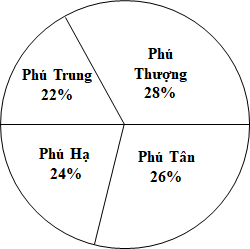 Phú Trung
22%
Phú
Thượng
28%
Phú Hạ
24%
Phú Tân
26%